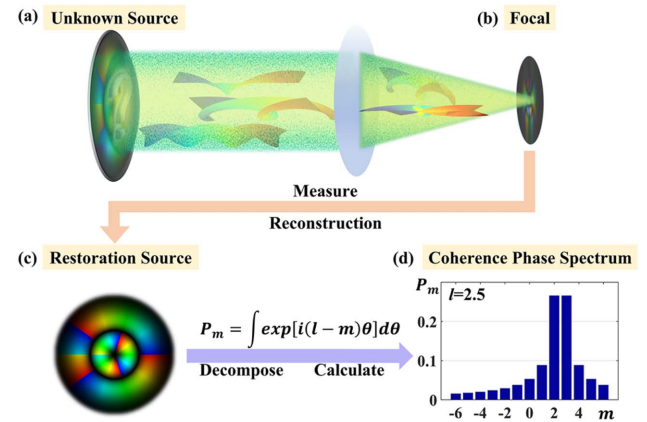 (a) Unknown Source
(b) Focal
Measure
Reconstruction
(c) Restoration Source
(d) Coherence Phase Spectrum
P_m = ∫exp[i(l − m)θ]dθ
Decompose Calculate
P_m
l=2.5
0.2
0.1
0
-6 -4 -2 0 2 4 m